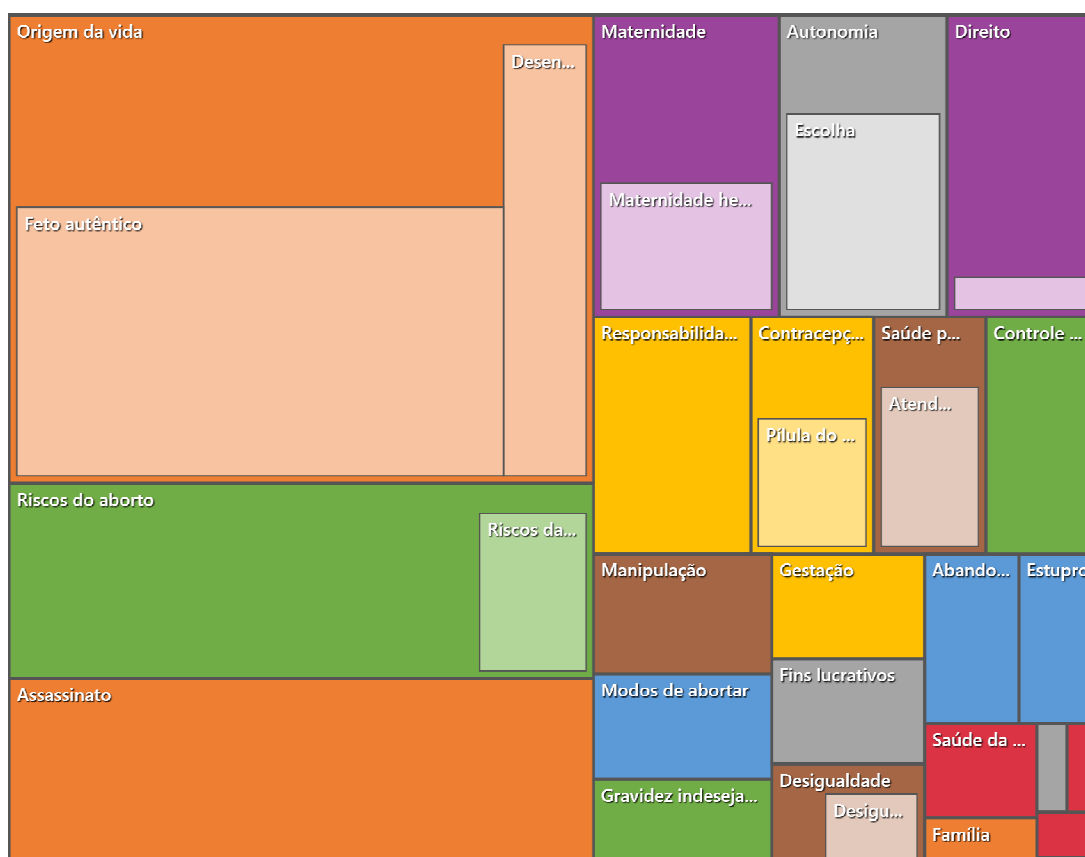 Origem da vida
Desen...
Feto autêntico
Riscos do aborto
Riscos da...
Assassinato
Maternidade
Maternidade he...
Autonomia
Escolha
Direito
Responsabilida...
Contracepç...
Pílula do ...
Saúde p...
Atend...
Controle ...
Manipulação
Gestação
Abando...
Estupro
Modos de abortar
Fins lucrativos
Gravidez indeseja...
Desigualdade
Desigu...
Saúde da ...
Família